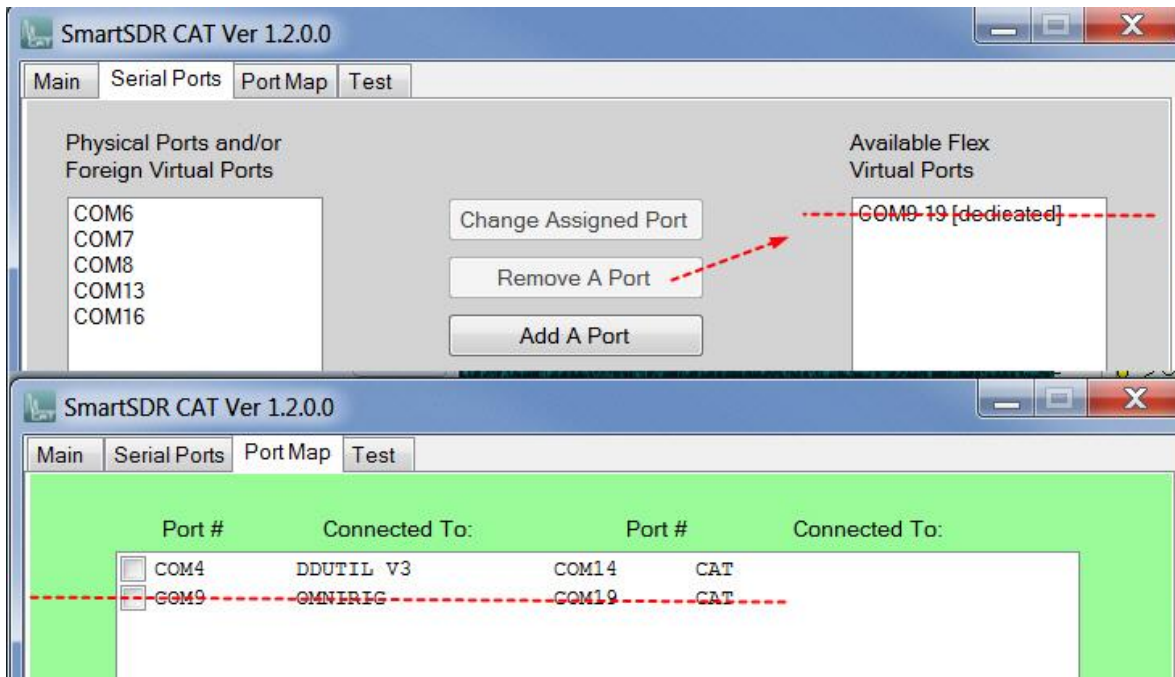 SmartSDR CAT Ver 1.2.0.0
Main Serial Ports Port Map Test
Physical Ports and/or
Foreign Virtual Ports
Available Flex
Virtual Ports
COM6
COM7
COM8
COM13
COM16
Change Assigned Port
Remove A Port
Add A Port
COM9-19 [dedicated]
SmartSDR CAT Ver 1.2.0.0
Main Serial Ports Port Map Test
Port # Connected To: Port # Connected To:
COM4 DDUTIL V3 COM14 CAT
COM9 OMNIRIG COM19 CAT